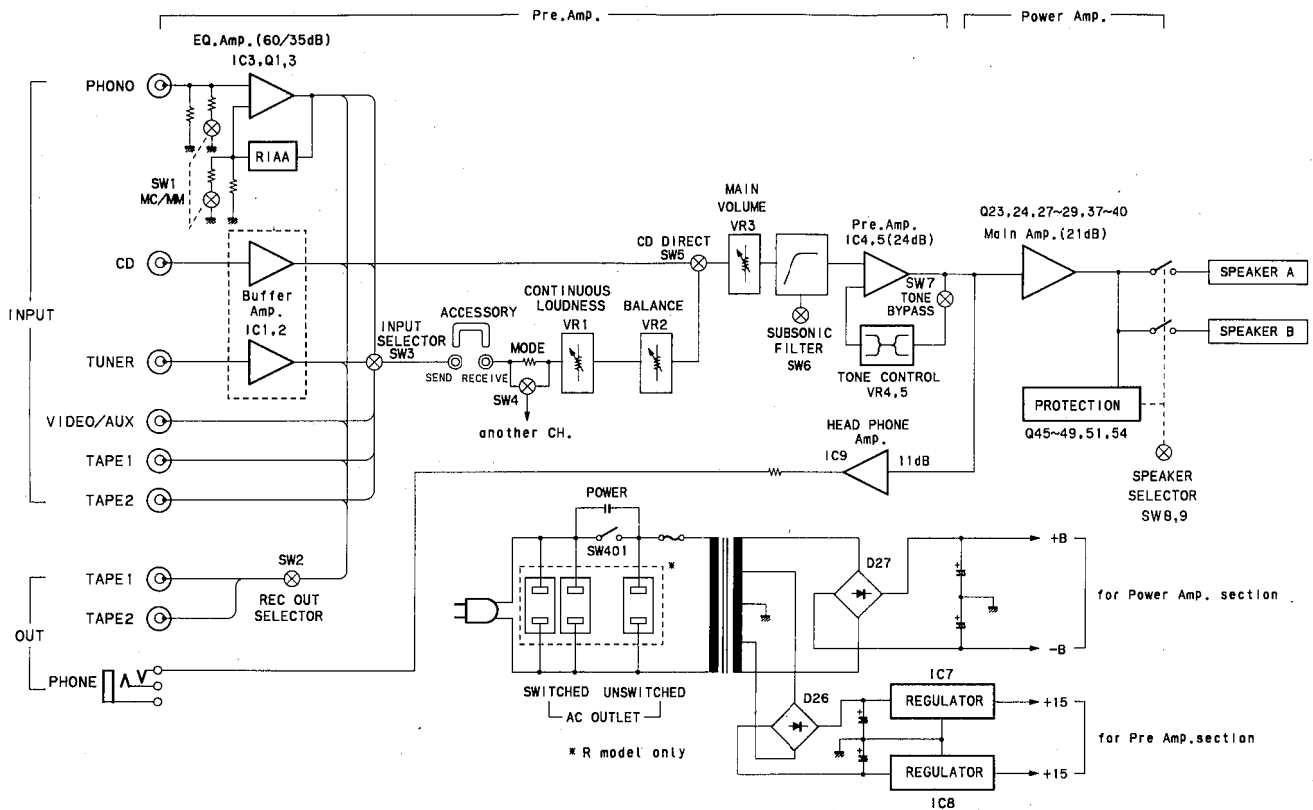 Pre.Amp.
Power Amp.
EQ.Amp.(60/35dB)
IC3,Q1,3
PHONO
RIAA
SW1
MC/MM
INPUT
CD
Buffer
Amp.
IC1,2
TUNER
VIDEO/AUX
TAPE1
TAPE2
INPUT
SELECTOR
SW3
ACCESSORY
SEND
RECEIVE
MODE
SW4
another CH.
CONTINUOUS
LOUDNESS
VR1
BALANCE
VR2
CD DIRECT
SW5
MAIN
VOLUME
VR3
SUBSONIC
FILTER
SW6
Pre.Amp.
IC4,5(24dB)
SW7
TONE
BYPASS
TONE CONTROL
VR4,5
Q23,24,27~29,37~40
Main Amp.(21dB)
SPEAKER A
SPEAKER B
PROTECTION
Q45~49,51,54
SPEAKER
SELECTOR
SW8,9
HEAD PHONE
Amp.
IC9
11dB
OUT
TAPE1
TAPE2
SW2
REC OUT
SELECTOR
PHONE
POWER
SW401
*
SWITCHED
UNSWITCHED
AC OUTLET
* R model only
D27
+B
-B
for Power Amp. section
D26
IC7
REGULATOR
+15
REGULATOR
+15
IC8
for Pre Amp.section